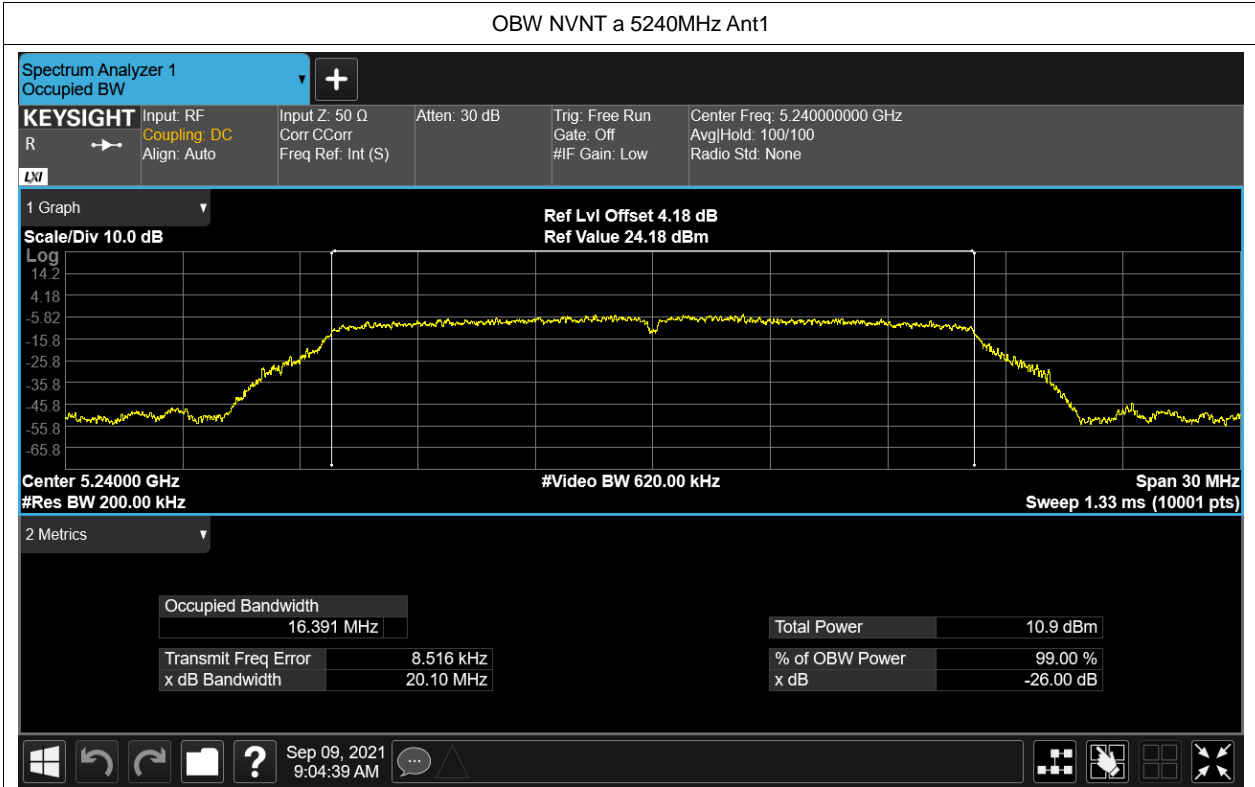 OBW NVNT a 5240MHz Ant1
Spectrum Analyzer 1
Occupied BW
KEYSIGHT
R
LXI
Input: RF
Coupling: DC
Align: Auto
Input Z: 50 Ω
Corr CCorr
Freq Ref: Int (S)
Atten: 30 dB
Trig: Free Run
Gate: Off
#IF Gain: Low
Center Freq: 5.240000000 GHz
Avg|Hold: 100/100
Radio Std: None
1 Graph
Scale/Div 10.0 dB
Ref Lvl Offset 4.18 dB
Ref Value 24.18 dBm
Log
14.2
4.18
-5.82
-15.8
-25.8
-35.8
-45.8
-55.8
-65.8
Center 5.24000 GHz
#Video BW 620.00 kHz
Span 30 MHz
#Res BW 200.00 kHz
Sweep 1.33 ms (10001 pts)
2 Metrics
Occupied Bandwidth
16.391 MHz
Total Power 10.9 dBm
Transmit Freq Error 8.516 kHz
% of OBW Power 99.00 %
x dB Bandwidth 20.10 MHz
x dB -26.00 dB
?
Sep 09, 2021
9:04:39 AM